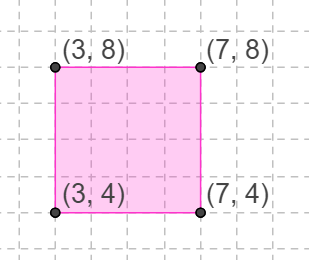 (3, 8) (7, 8)
(3, 4) (7, 4)